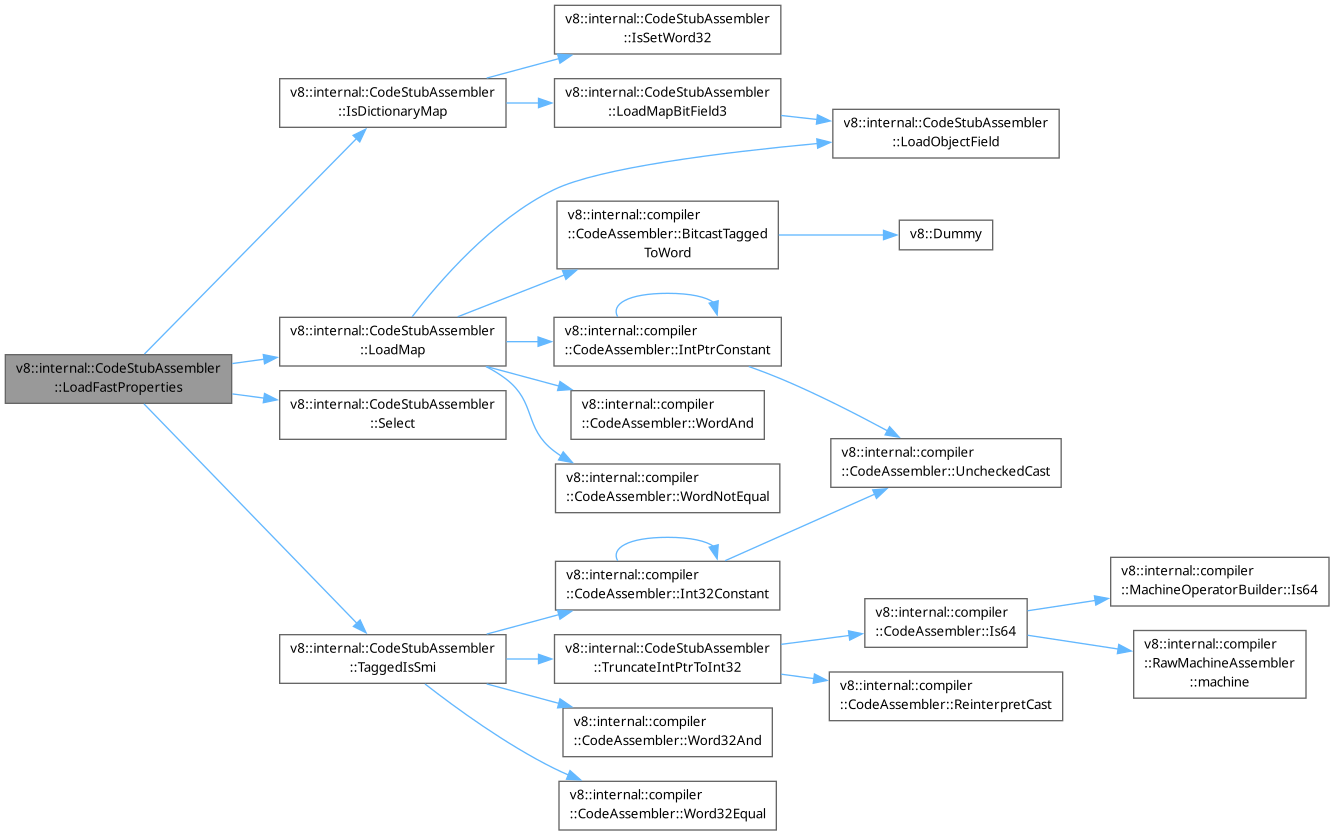 v8::internal::CodeStubAssembler
::LoadFastProperties
v8::internal::CodeStubAssembler
::IsDictionaryMap
v8::internal::CodeStubAssembler
::IsSetWord32
v8::internal::CodeStubAssembler
::LoadMapBitField3
v8::internal::CodeStubAssembler
::LoadObjectField
v8::internal::CodeStubAssembler
::LoadMap
v8::internal::compiler
::CodeAssembler::BitcastTagged
ToWord
v8::Dummy
v8::internal::compiler
::CodeAssembler::IntPtrConstant
v8::internal::compiler
::CodeAssembler::WordAnd
v8::internal::compiler
::CodeAssembler::WordNotEqual
v8::internal::compiler
::CodeAssembler::UncheckedCast
v8::internal::CodeStubAssembler
::Select
v8::internal::CodeStubAssembler
::TaggedIsSmi
v8::internal::compiler
::CodeAssembler::Int32Constant
v8::internal::CodeStubAssembler
::TruncateIntPtrToInt32
v8::internal::compiler
::CodeAssembler::Is64
v8::internal::compiler
::MachineOperatorBuilder::Is64
v8::internal::compiler
::RawMachineAssembler
::machine
v8::internal::compiler
::CodeAssembler::ReinterpretCast
v8::internal::compiler
::CodeAssembler::Word32And
v8::internal::compiler
::CodeAssembler::Word32Equal